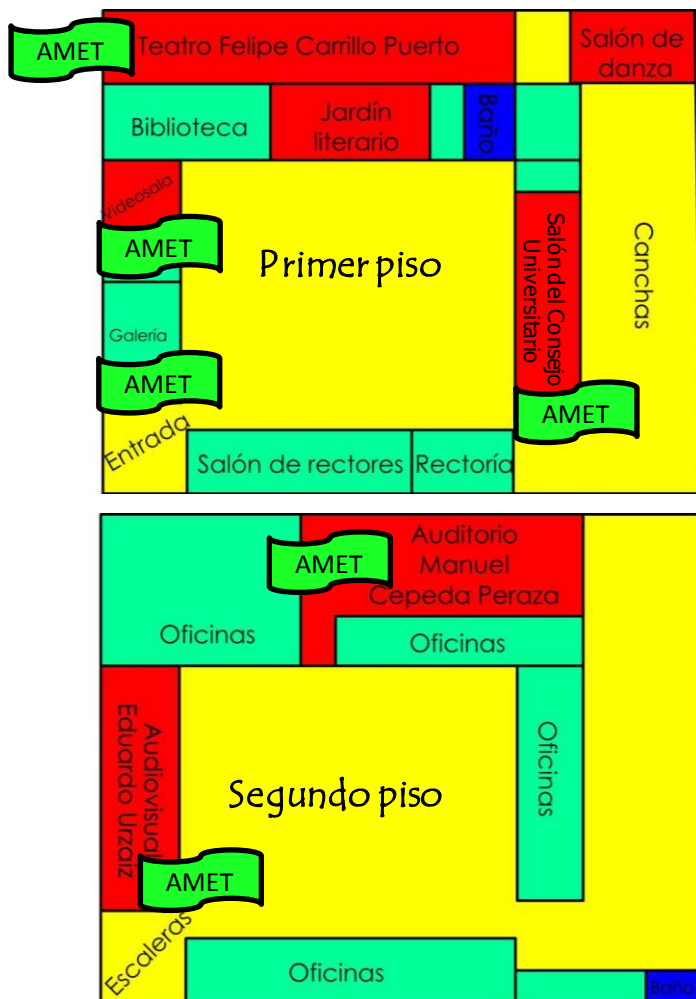 AMET
Teatro Felipe Carrillo Puerto
Salón de
danza
Biblioteca
Jardín
literario
Baño
Videosala
AMET
Primer piso
Salón del Consejo
Universitario
Canchas
Galería
AMET
AMET
Entrada
Salón de rectores
Rectoría
AMET
Auditorio
Manuel
Cepeda Peraza
Oficinas
Oficinas
Audiovisual
Eduardo Urzaiz
Oficinas
Segundo piso
AMET
Escaleras
Oficinas
Baño